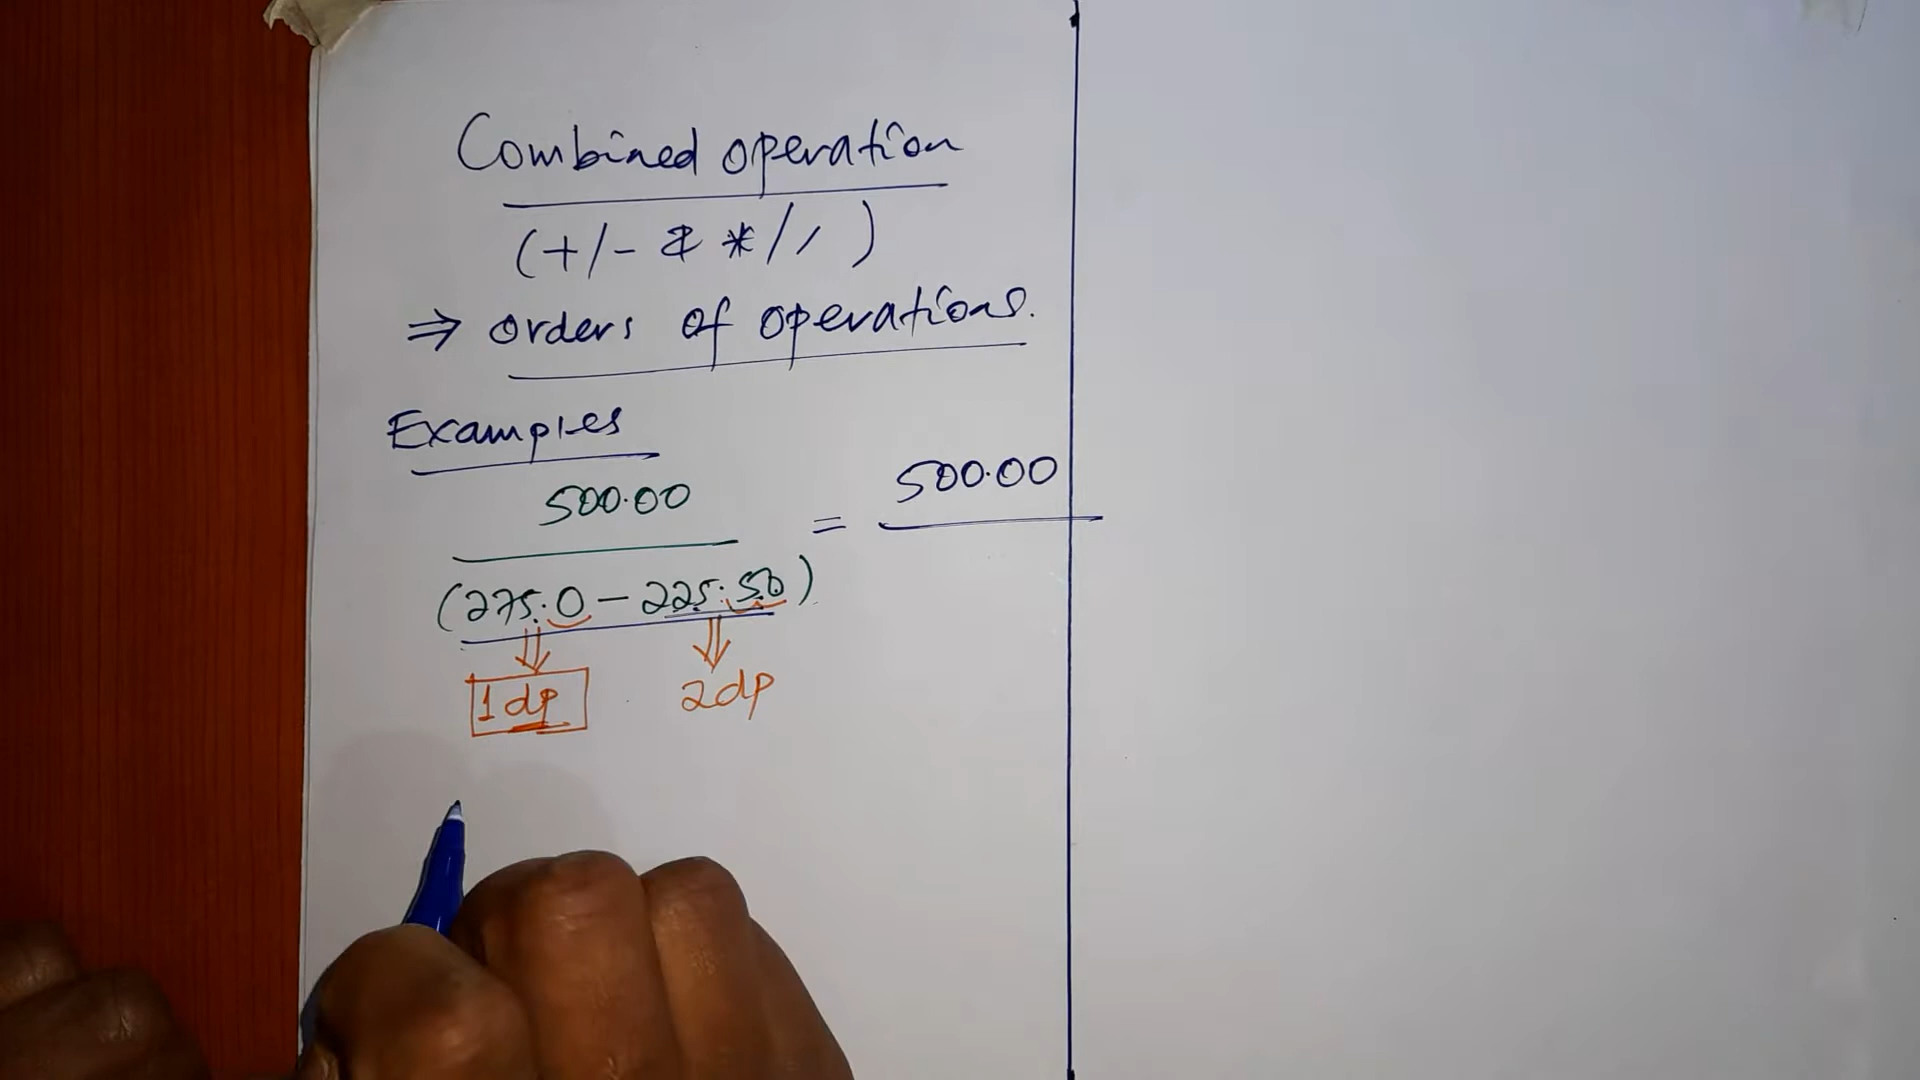 Combined operation
(+/- & */, )
⇒ orders of operations.
Examples
500.00
= 500.00
(275.0 - 225.50)
1dp 2dp